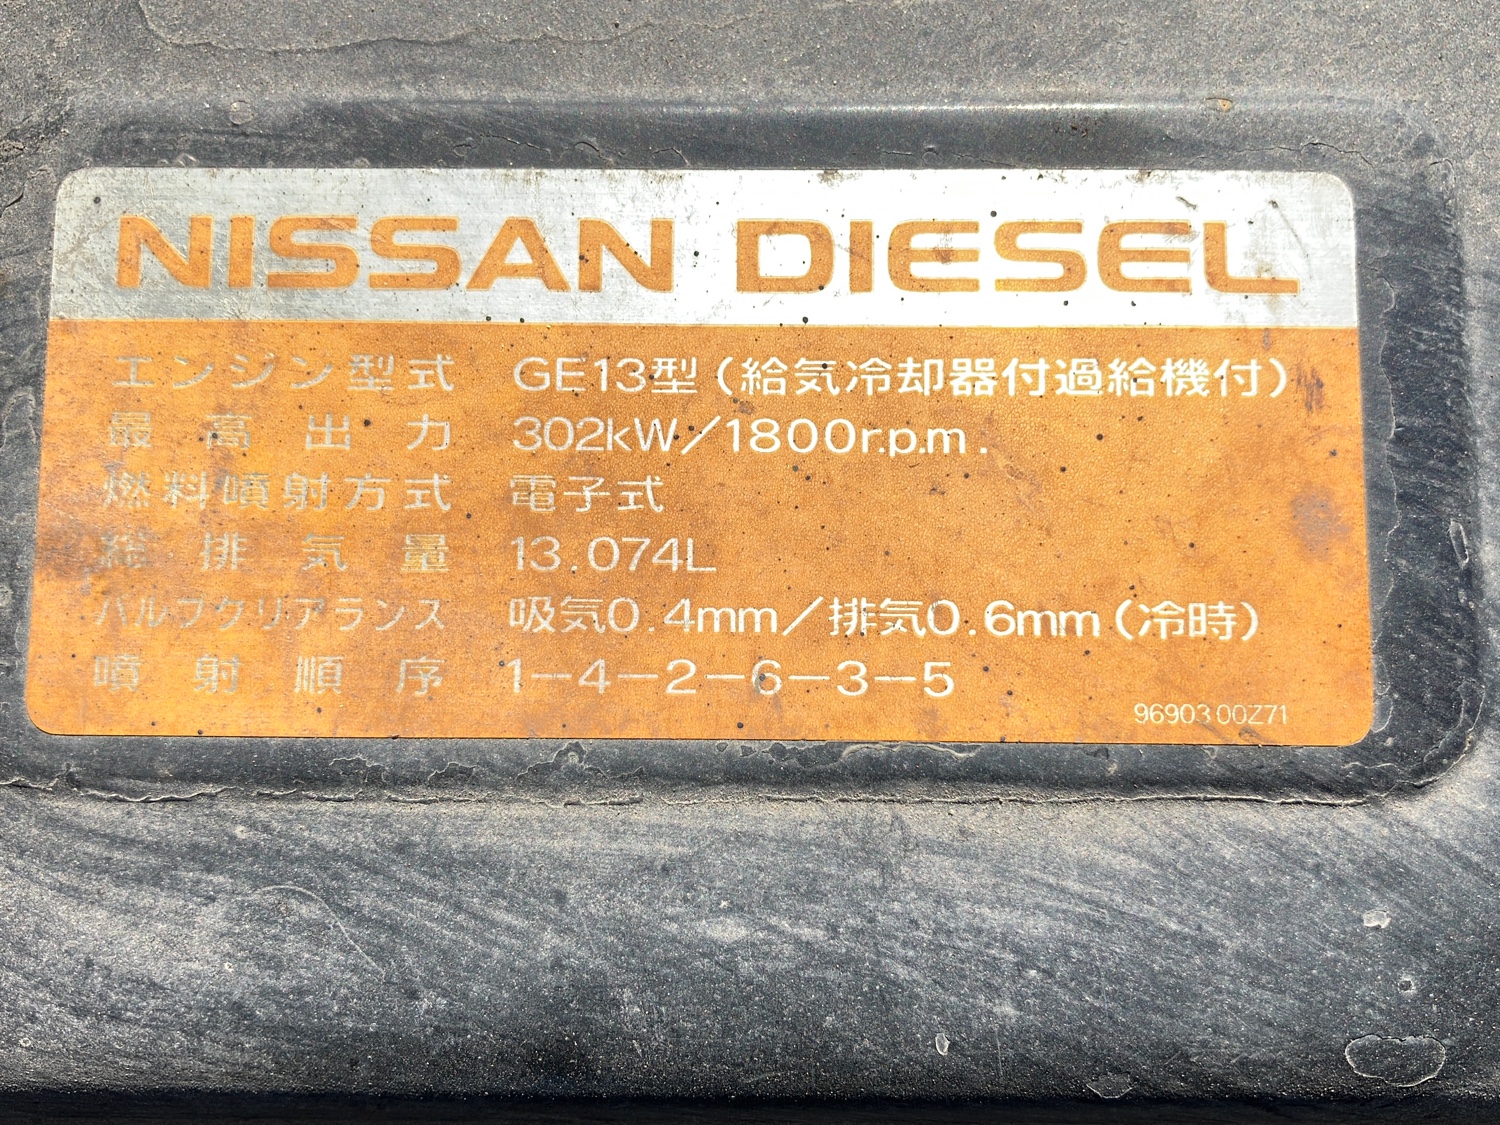 NISSAN DIESEL
エンジン型式 GE13型(給気冷却器付過給機付)
最高出力 302kW/1800r.p.m.
燃料噴射方式 電子式
総排気量 13.074L
バルブクリアランス 吸気0.4mm/排気0.6mm(冷時)
噴射順序 1-4-2-6-3-5
96903 00Z71